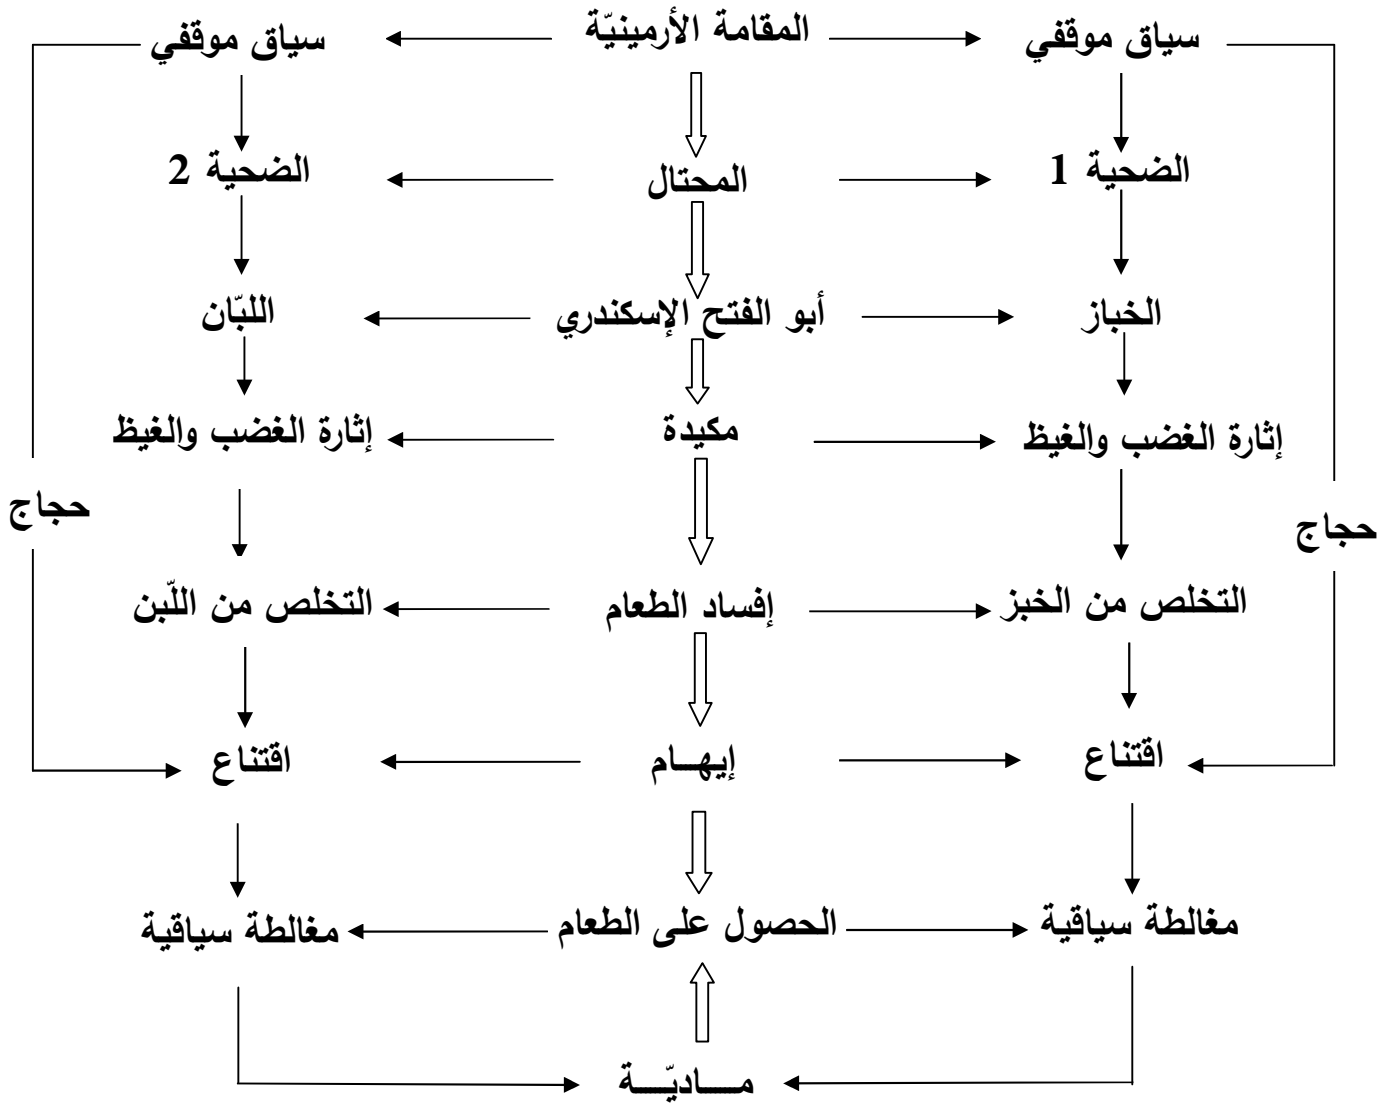 سياق موقفي
المقامة الأرمينيّة
سياق موقفي
الضحية 1
المحتال
الضحية 2
الخباز
أبو الفتح الإسكندري
اللبّان
إثارة الغضب والغيظ
مكيدة
إثارة الغضب والغيظ
حجاج
حجاج
التخلص من الخبز
إفساد الطعام
التخلص من اللّبن
اقتناع
إيهــام
اقتناع
مغالطة سياقية
الحصول على الطعام
مغالطة سياقية
مــــاديّــــة